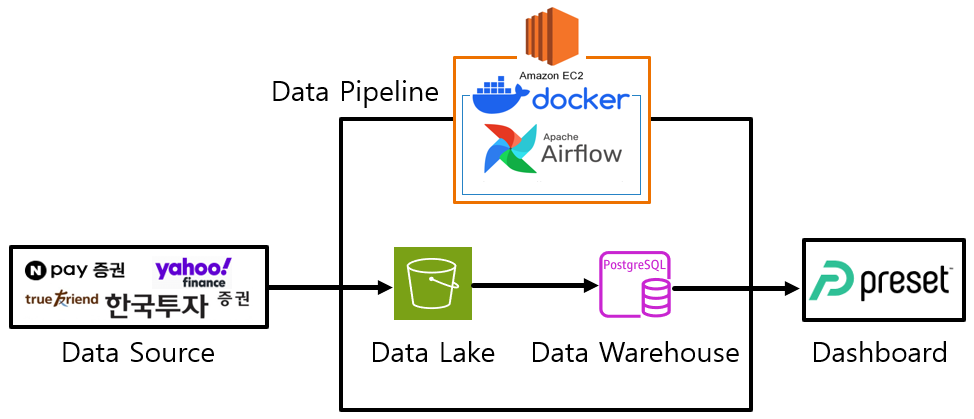 Amazon EC2
Data Pipeline
docker
Apache
Airflow
N pay 증권
yahoo!
finance
true friend
한국투자 증권
PostgreSQL
preset
Data Source
Data Lake
Data Warehouse
Dashboard